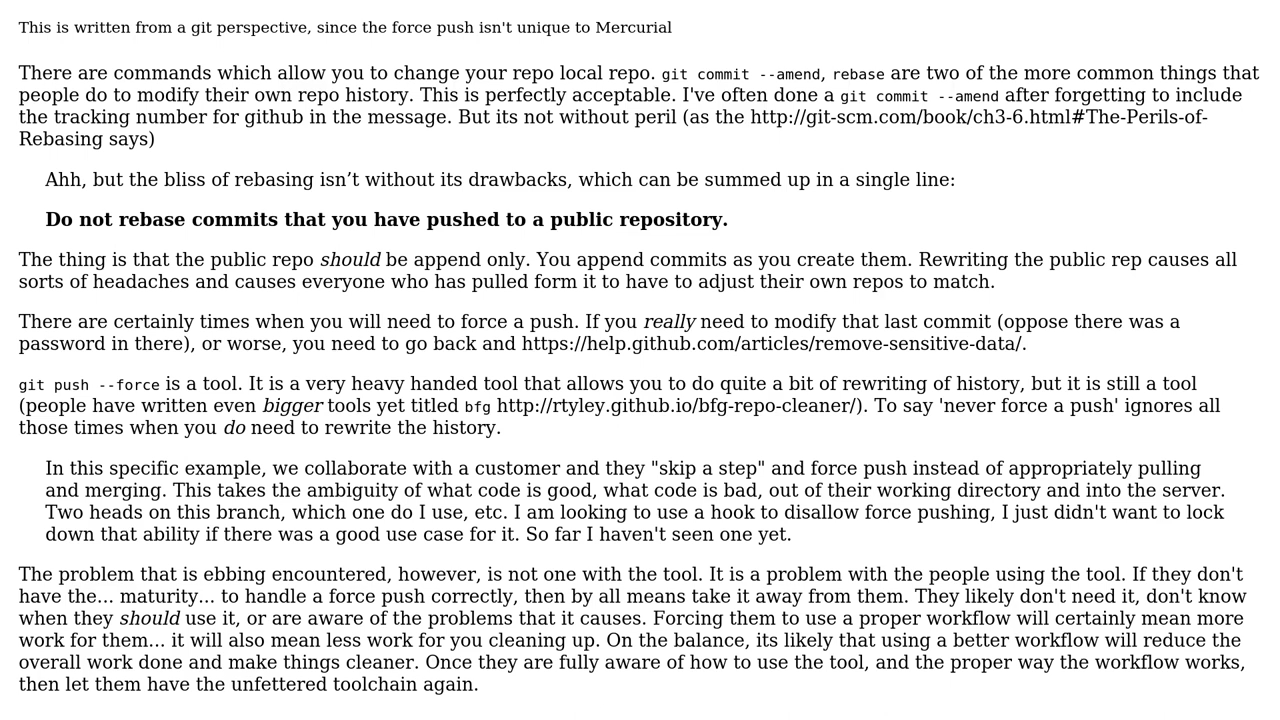 This is written from a git perspective, since the force push isn't unique to Mercurial
There are commands which allow you to change your repo local repo. git commit --amend, rebase are two of the more common things that
people do to modify their own repo history. This is perfectly acceptable. I've often done a git commit --amend after forgetting to include
the tracking number for github in the message. But its not without peril (as the http://git-scm.com/book/ch3-6.html#The-Perils-of-
Rebasing says)
Ahh, but the bliss of rebasing isn’t without its drawbacks, which can be summed up in a single line:
Do not rebase commits that you have pushed to a public repository.
The thing is that the public repo should be append only. You append commits as you create them. Rewriting the public rep causes all
sorts of headaches and causes everyone who has pulled form it to have to adjust their own repos to match.
There are certainly times when you will need to force a push. If you really need to modify that last commit (oppose there was a
password in there), or worse, you need to go back and https://help.github.com/articles/remove-sensitive-data/.
git push --force is a tool. It is a very heavy handed tool that allows you to do quite a bit of rewriting of history, but it is still a tool
(people have written even bigger tools yet titled bfg http://rtyley.github.io/bfg-repo-cleaner/). To say 'never force a push' ignores all
those times when you do need to rewrite the history.
In this specific example, we collaborate with a customer and they "skip a step" and force push instead of appropriately pulling
and merging. This takes the ambiguity of what code is good, what code is bad, out of their working directory and into the server.
Two heads on this branch, which one do I use, etc. I am looking to use a hook to disallow force pushing, I just didn't want to lock
down that ability if there was a good use case for it. So far I haven't seen one yet.
The problem that is ebbing encountered, however, is not one with the tool. It is a problem with the people using the tool. If they don't
have the... maturity... to handle a force push correctly, then by all means take it away from them. They likely don't need it, don't know
when they should use it, or are aware of the problems that it causes. Forcing them to use a proper workflow will certainly mean more
work for them... it will also mean less work for you cleaning up. On the balance, its likely that using a better workflow will reduce the
overall work done and make things cleaner. Once they are fully aware of how to use the tool, and the proper way the workflow works,
then let them have the unfettered toolchain again.